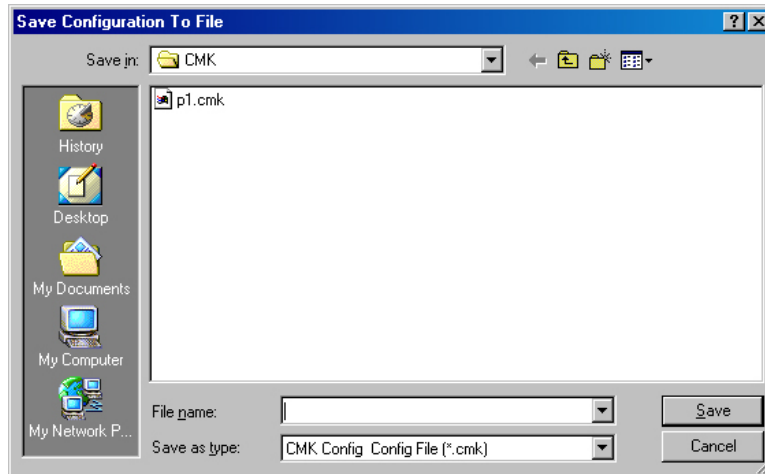 Save Configuration To File
Save in: CMK
p1.cmk
History
Desktop
My Documents
My Computer
My Network P...
File name:
Save
Save as type: CMK Config Config File (*.cmk)
Cancel